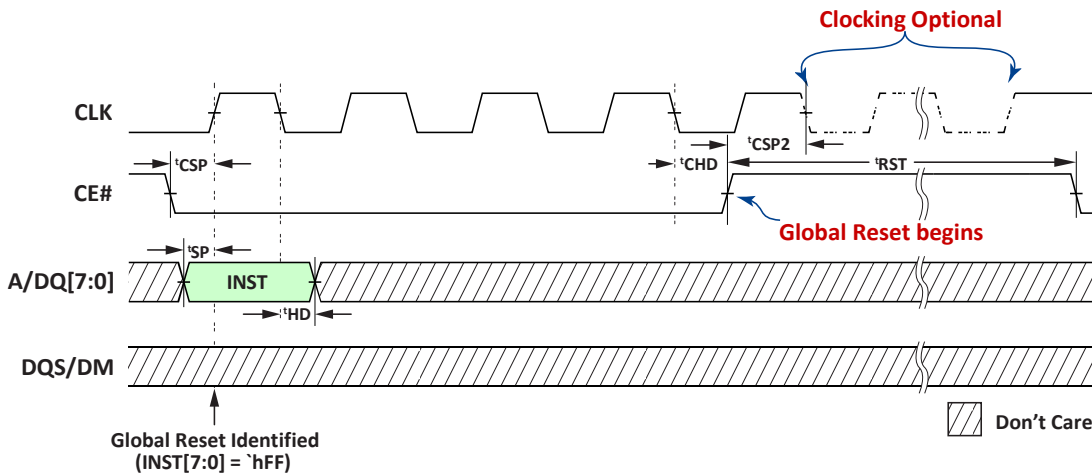 Clocking Optional
CLK
tCSP
tCHD
tCSP2
tRST
CE#
Global Reset begins
tSP
A/DQ[7:0]
INST
tHD
DQS/DM
Don't Care
Global Reset Identified
(INST[7:0] = `hFF)